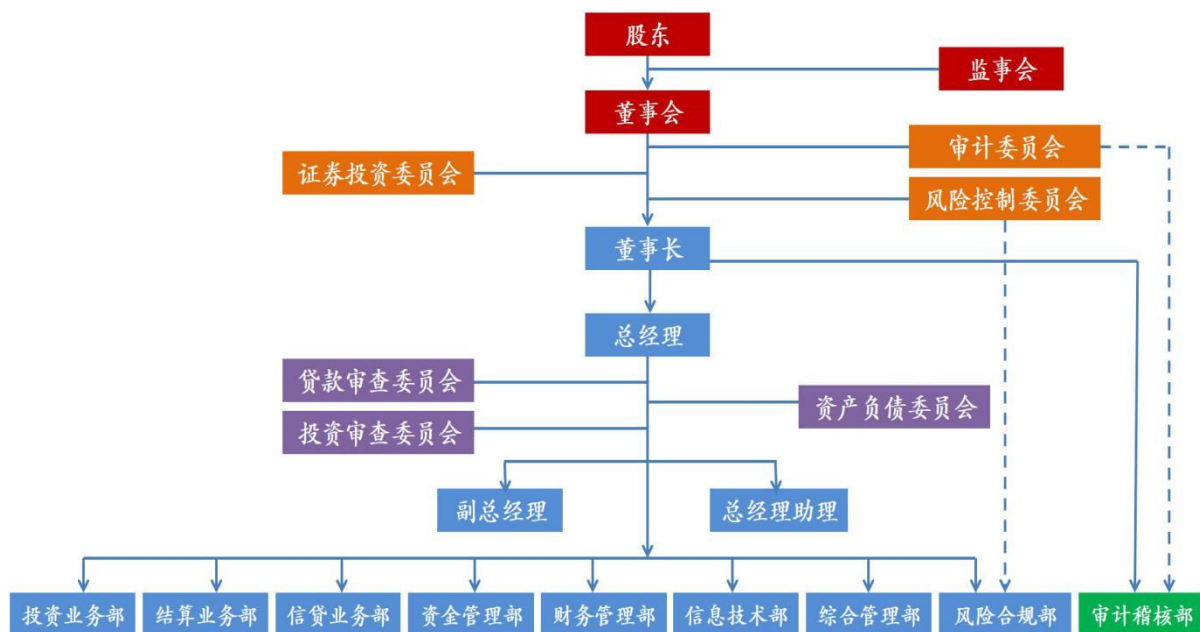 股东
监事会
董事会
审计委员会
证券投资委员会
风险控制委员会
董事长
总经理
贷款审查委员会
资产负债委员会
投资审查委员会
副总经理
总经理助理
投资业务部
结算业务部
信贷业务部
资金管理部
财务管理部
信息技术部
综合管理部
风险合规部
审计稽核部